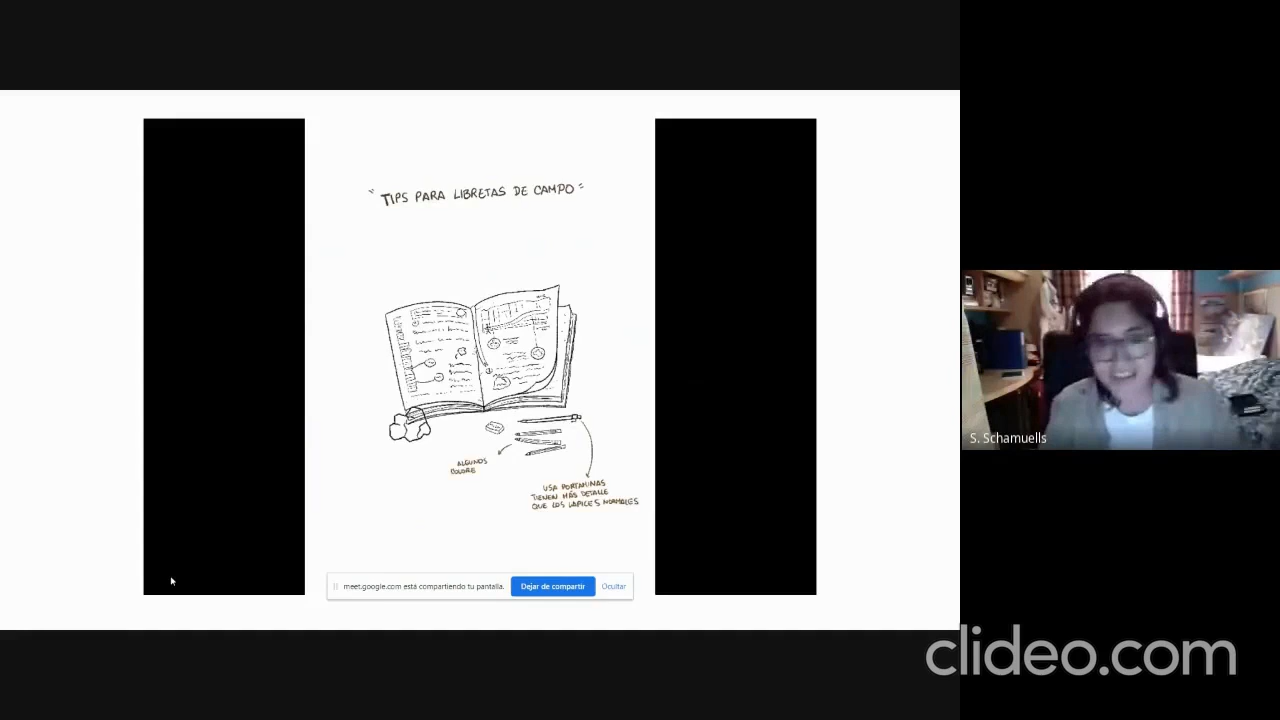 " TIPS PARA LIBRETAS DE CAMPO "
ALGUNOS
USA PORTAMINAS
TIENEN MÁS DETALLE
QUE LOS LAPICES NORMALES
meet.google.com está compartiendo tu pantalla.
Dejar de compartir
Ocultar
S. Schamuells
clideo.com